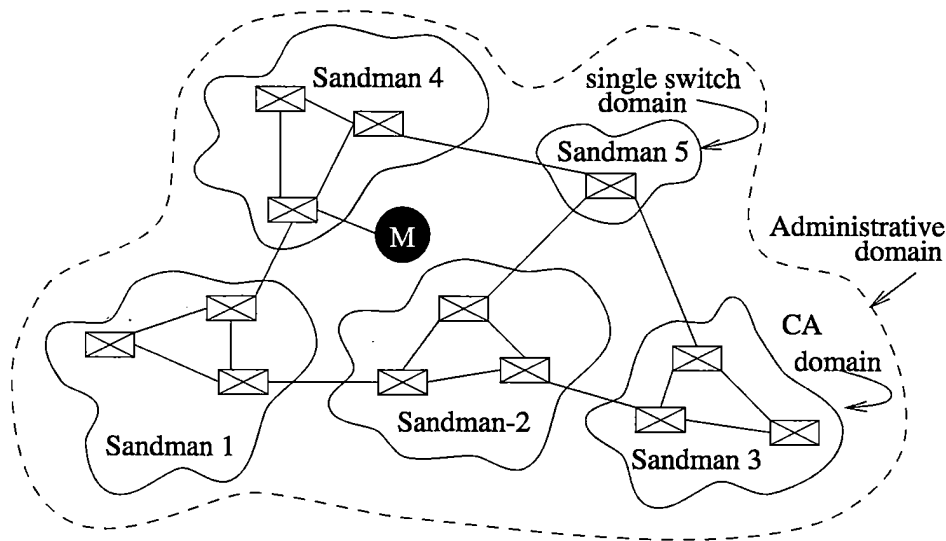 Sandman 4
single switch
domain
Sandman 5
M
Administrative
domain
CA
domain
Sandman-2
Sandman 1
Sandman 3